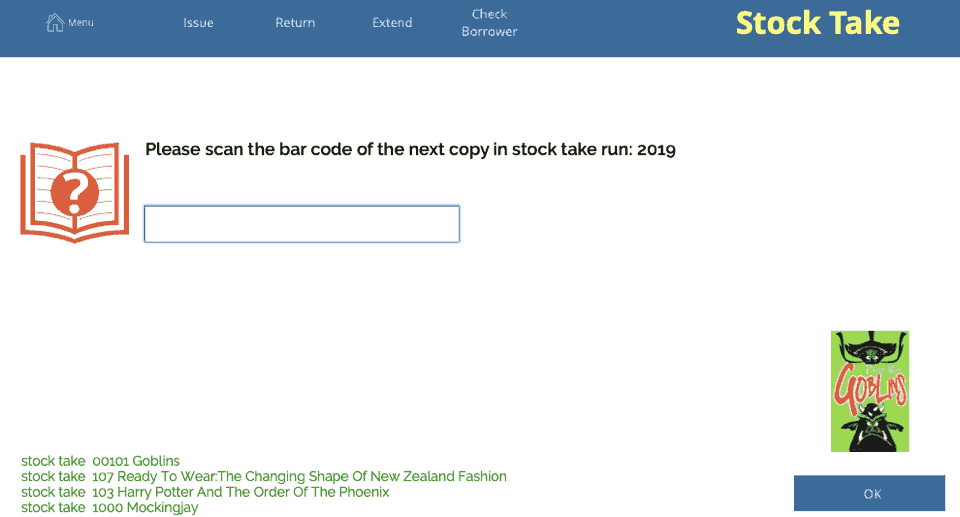 Menu
Issue
Return
Extend
Check
Borrower
Stock Take
Please scan the bar code of the next copy in stock take run: 2019
?
GOBLINS
stock take 00101 Goblins
stock take 107 Ready To Wear:The Changing Shape Of New Zealand Fashion
stock take 103 Harry Potter And The Order Of The Phoenix
stock take 1000 Mockingjay
OK